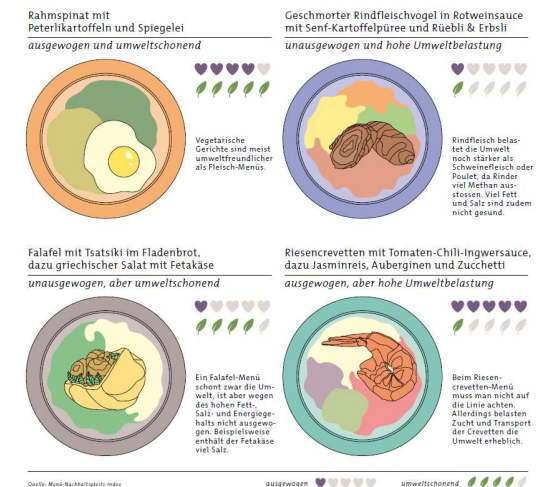 Rahmspinat mit
Peterlikartoffeln und Spiegelei
ausgewogen und umweltschonend
Vegetarische
Gerichte sind meist
umweltfreundlicher
als Fleisch-Menüs.
Geschmorter Rindfleischvogel in Rotweinsauce
mit Senf-Kartoffelpüree und Rüebli & Erbsli
unausgewogen und hohe Umweltbelastung
Rindfleisch belas-
tet die Umwelt
noch stärker als
Schweinefleisch oder
Poulet, da Rinder
viel Methan aus-
stossen. Viel Fett
und Salz sind zudem
nicht gesund.
Falafel mit Tsatsiki im Fladenbrot,
dazu griechischer Salat mit Fetakäse
unausgewogen, aber umweltschonend
Ein Falafel-Menü
schont zwar die Um-
welt, ist aber wegen
des hohen Fett-,
Salz- und Energiege-
halts nicht ausgewo-
gen. Beispielsweise
enthält der Fetakäse
viel Salz.
Riesencrevetten mit Tomaten-Chili-Ingwersauce,
dazu Jasminreis, Auberginen und Zucchetti
ausgewogen, aber hohe Umweltbelastung
Beim Riesen-
crevetten-Menü
muss man nicht auf
die Linie achten.
Allerdings belasten
Zucht und Transport
der Crevetten die
Umwelt erheblich.
Quelle: Menü-Nachhaltigkeits-Index
ausgewogen
umweltschonend